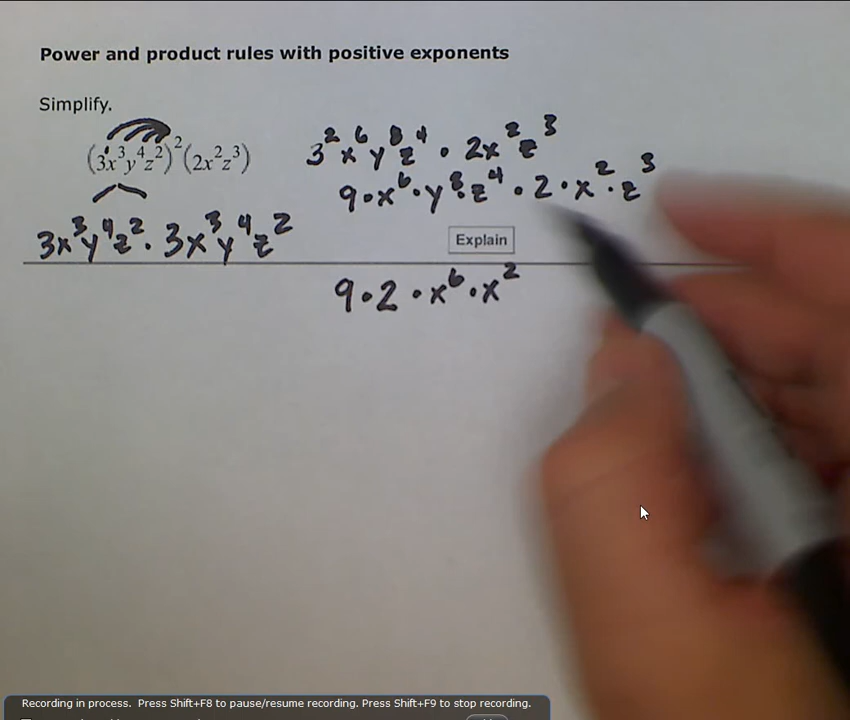 Power and product rules with positive exponents
Simplify.
(3x³y⁴z²)²(2x²z³)
3²x⁶y⁸z⁴ · 2x²z³
9·x⁶·y⁸·z⁴·2·x²·z³
3x³y⁴z² · 3x³y⁴z²
Explain
9·2·x⁶·x²
Recording in process. Press Shift+F8 to pause/resume recording. Press Shift+F9 to stop recording.